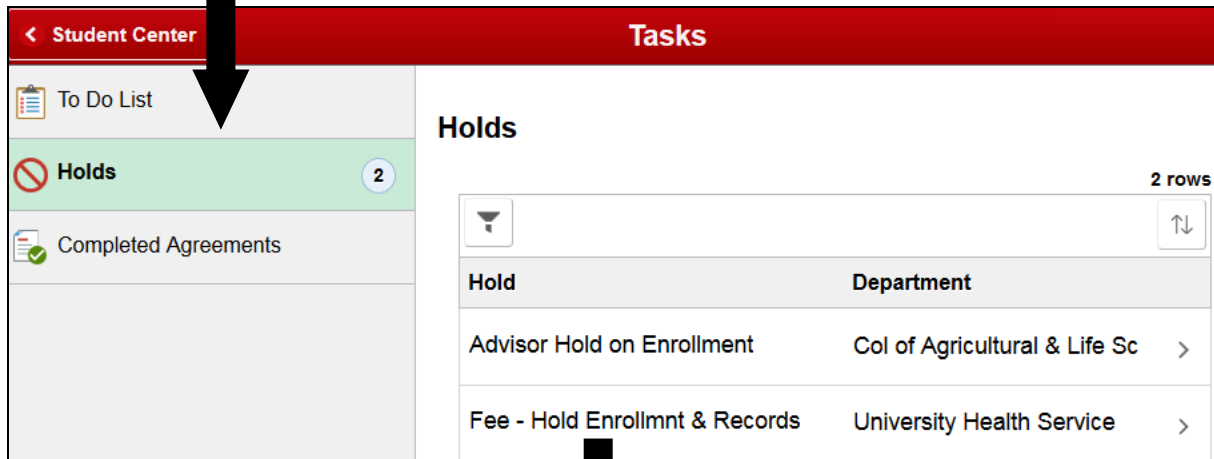 Student Center
Tasks
To Do List
Holds 2
Completed Agreements
Holds
2 rows
Hold Department
Advisor Hold on Enrollment Col of Agricultural & Life Sc
Fee - Hold Enrollmnt & Records University Health Service